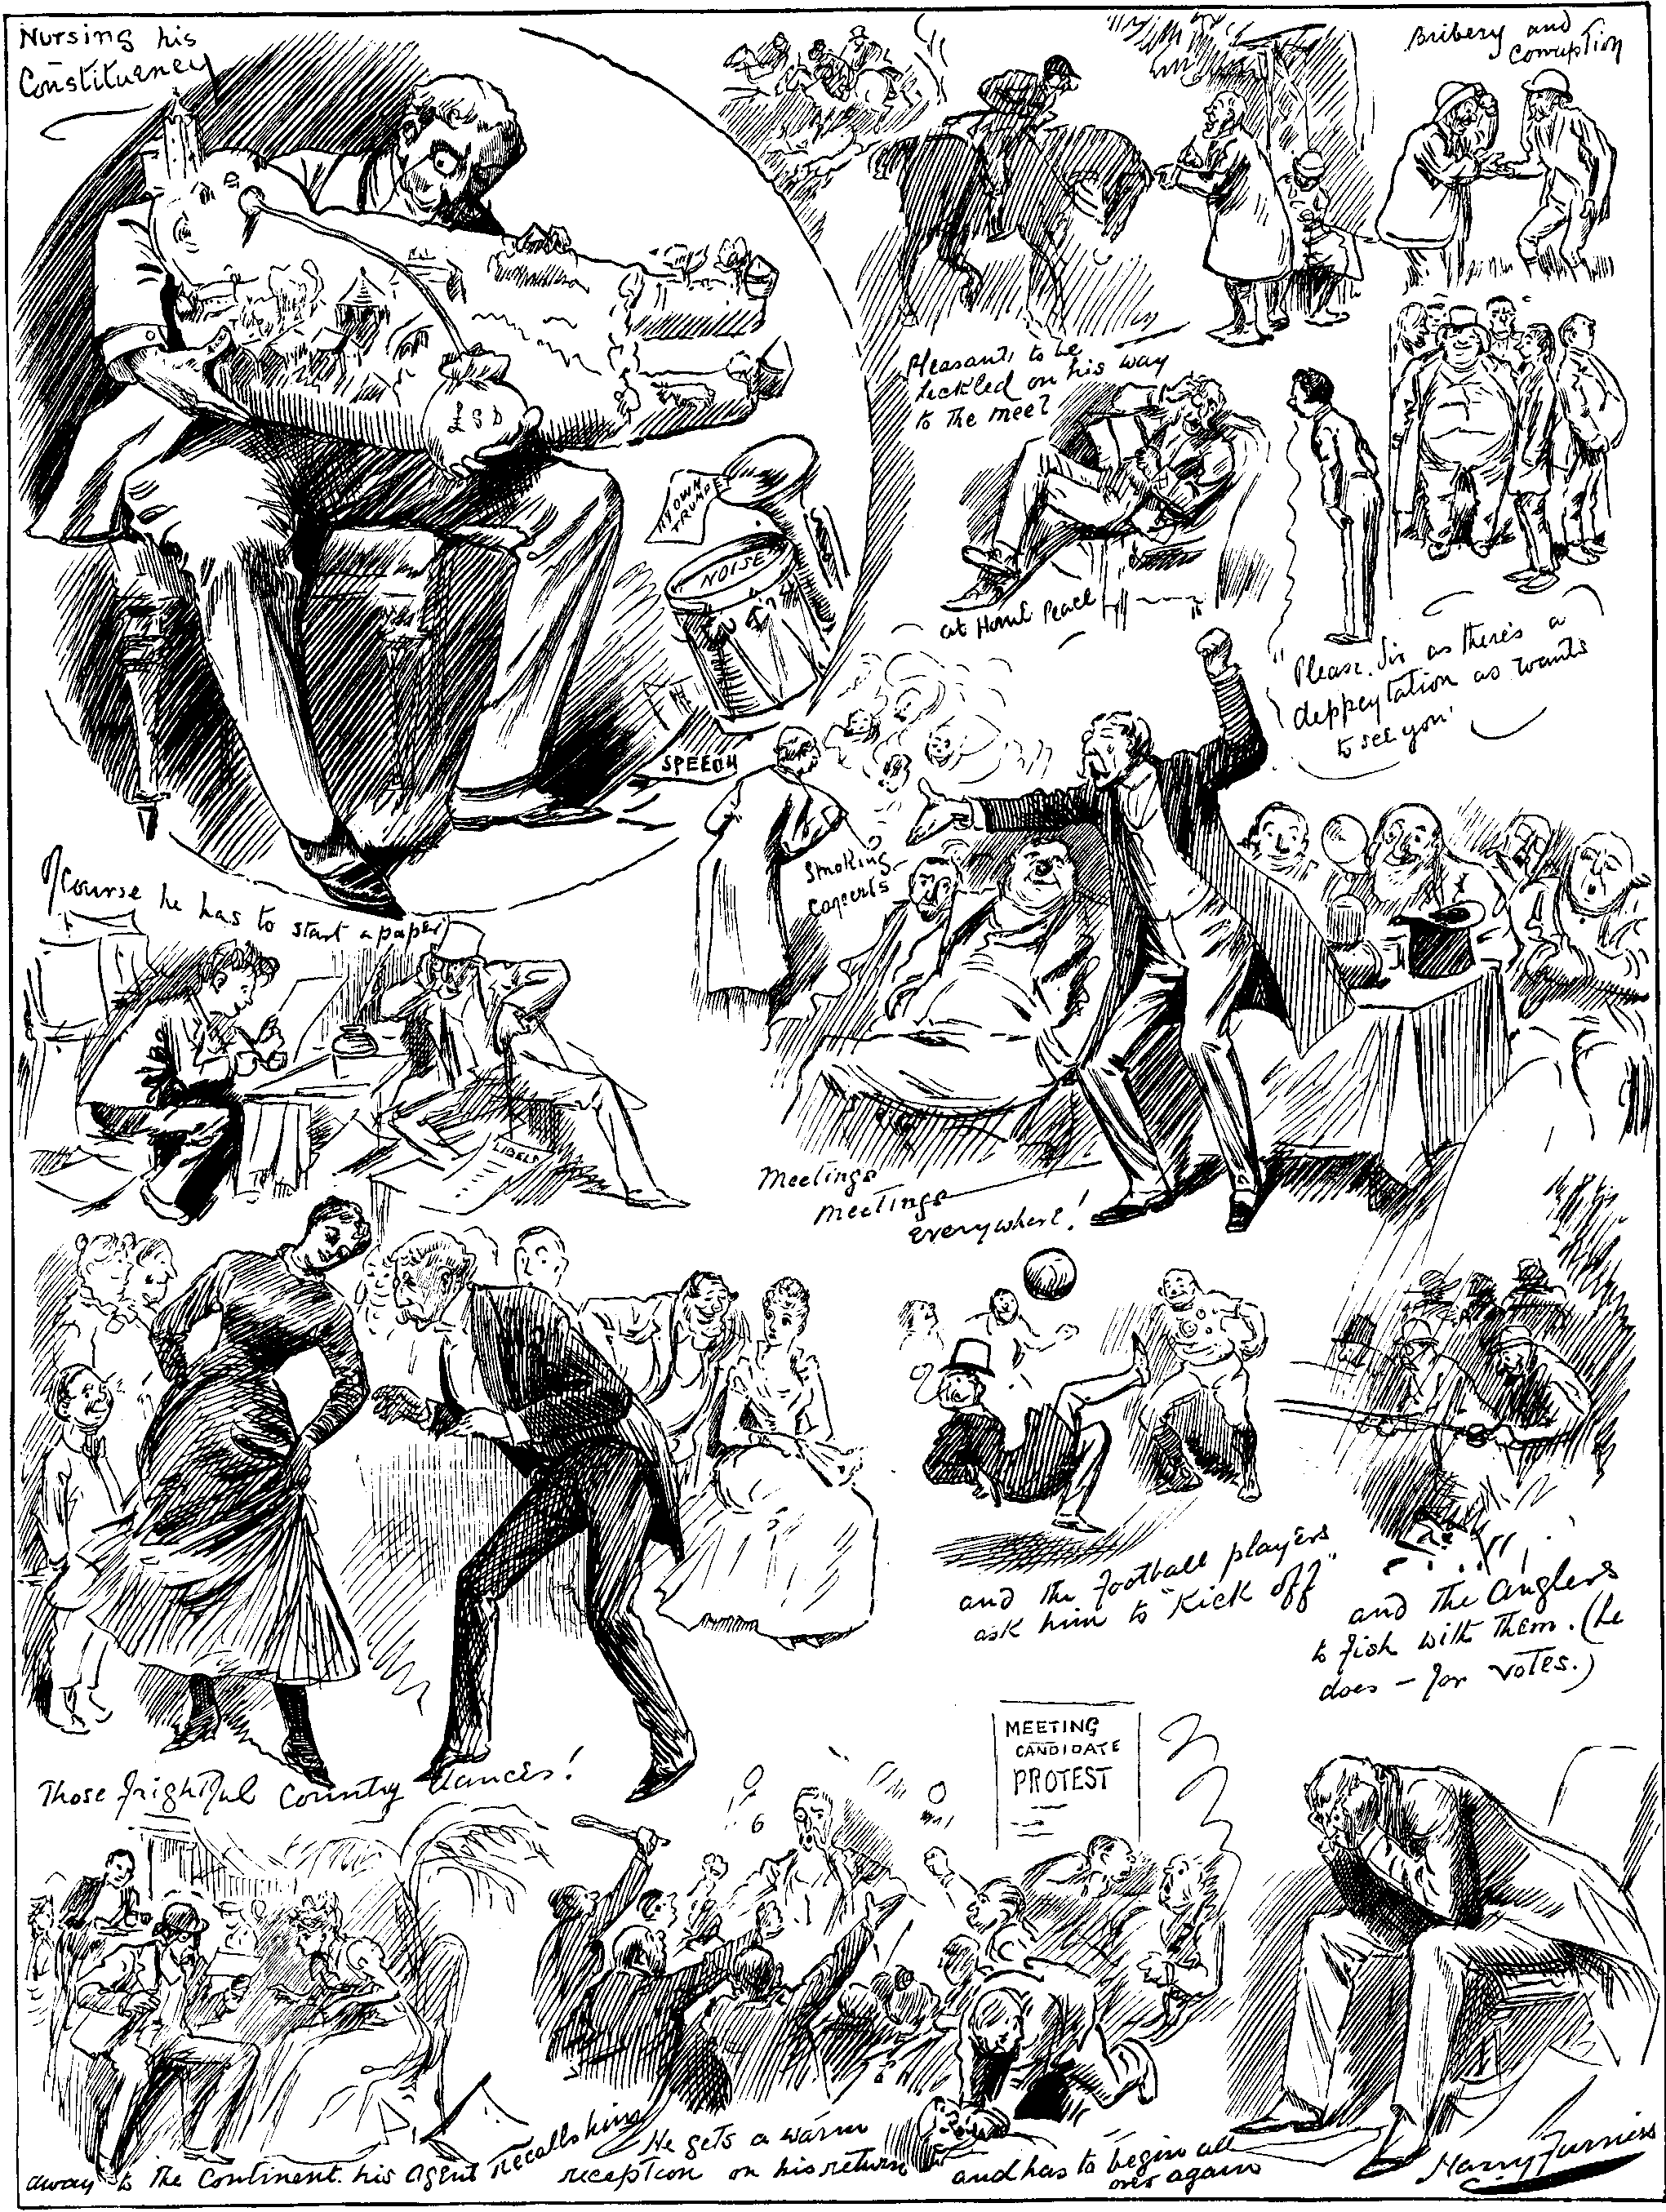 Nursing his
Constituency
£SD
MY OWN
TRUMPET
NOISE
SPEECH
Bribery and
Corruption
Pleasant, to be
heckled on his way
to the meet
at Home Peace
"Please Sir as there's a
deppeytation as wants
to see you'
Smoking
Concerts
Of course he has to start a paper
LIBELS
Meetings
Meetings
everywhere!
and the football players
ask him to "Kick off"
and the Anglers
to fish with them. (he
does - for votes.)
Those frightful Country dances!
MEETING
CANDIDATE
PROTEST
away to the Continent. his agent recalls him
He gets a warm
reception on his return
and has to begin all
over again
Harry Furniss